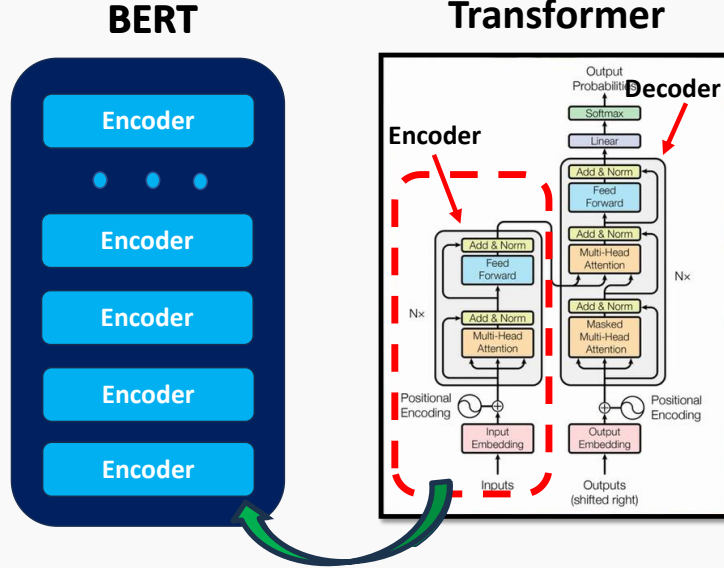 BERT
Encoder
Encoder
Encoder
Encoder
Encoder
Transformer
Output
Probabilities
Decoder
Softmax
Linear
Encoder
Add & Norm
Feed
Forward
Add & Norm
Multi-Head
Attention
Nx
Add & Norm
Masked
Multi-Head
Attention
Add & Norm
Feed
Forward
Nx
Add & Norm
Multi-Head
Attention
Positional
Encoding
Positional
Encoding
Input
Embedding
Output
Embedding
Inputs
Outputs
(shifted right)